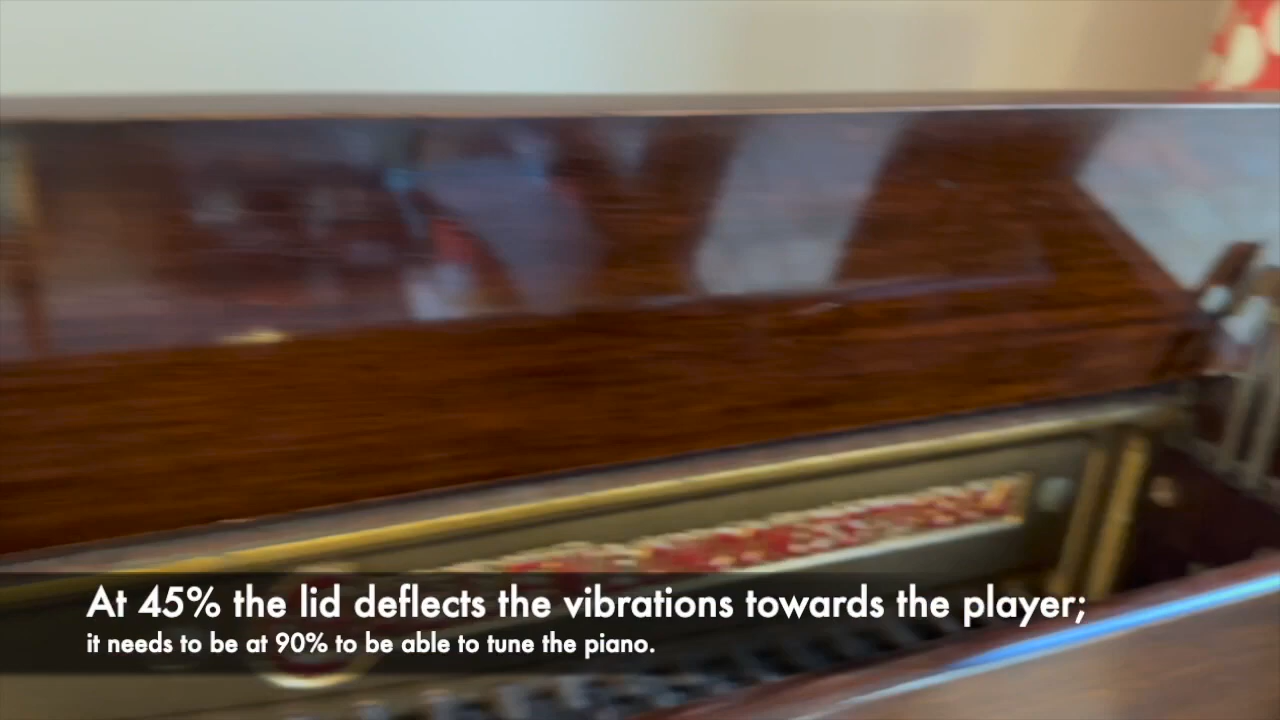 At 45% the lid deflects the vibrations towards the player;
it needs to be at 90% to be able to tune the piano.